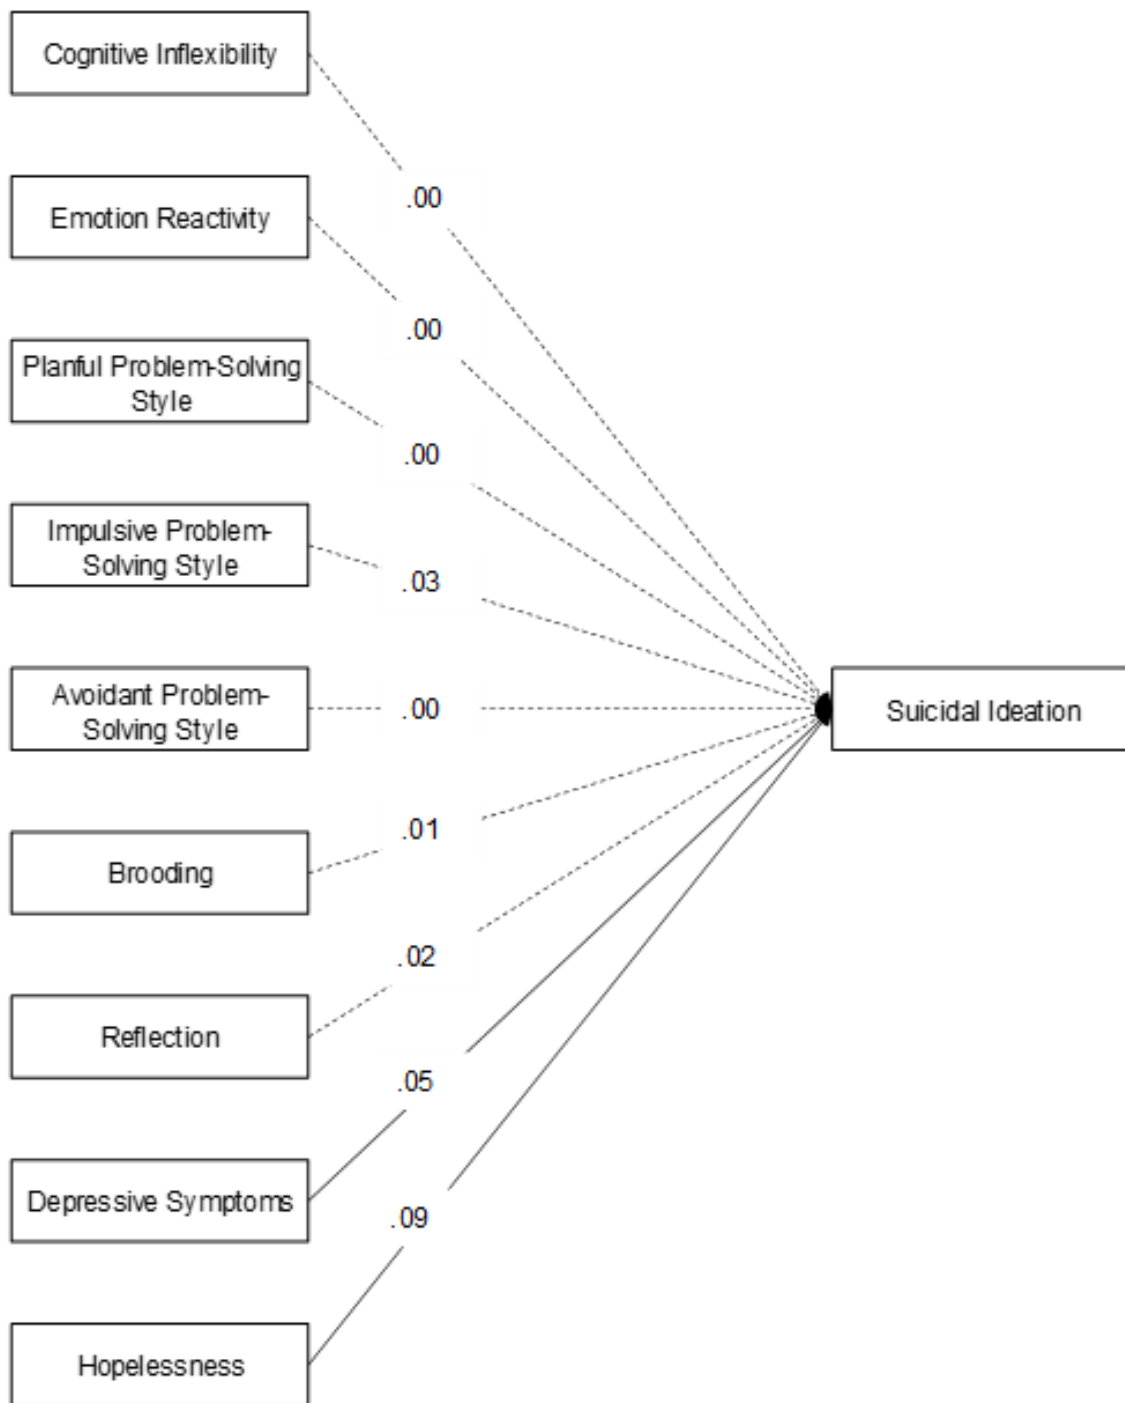 Cognitive Inflexibility
.00
Emotion Reactivity
.00
Planful Problem-Solving
Style
.00
Impulsive Problem-
Solving Style
.03
Avoidant Problem-
Solving Style
.00
Suicidal Ideation
Brooding
.01
Reflection
.02
Depressive Symptoms
.05
Hopelessness
.09